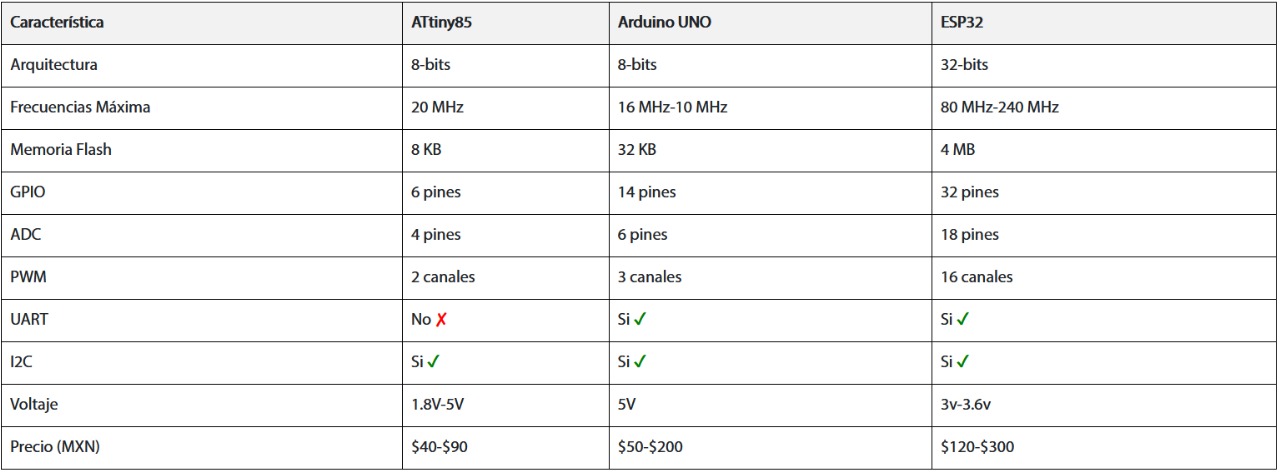 Característica ATtiny85 Arduino UNO ESP32
Arquitectura 8-bits 8-bits 32-bits
Frecuencias Máxima 20 MHz 16 MHz-10 MHz 80 MHz-240 MHz
Memoria Flash 8 KB 32 KB 4 MB
GPIO 6 pines 14 pines 32 pines
ADC 4 pines 6 pines 18 pines
PWM 2 canales 3 canales 16 canales
UART No ✗ Si ✓ Si ✓
I2C Si ✓ Si ✓ Si ✓
Voltaje 1.8V-5V 5V 3v-3.6v
Precio (MXN) $40-$90 $50-$200 $120-$300